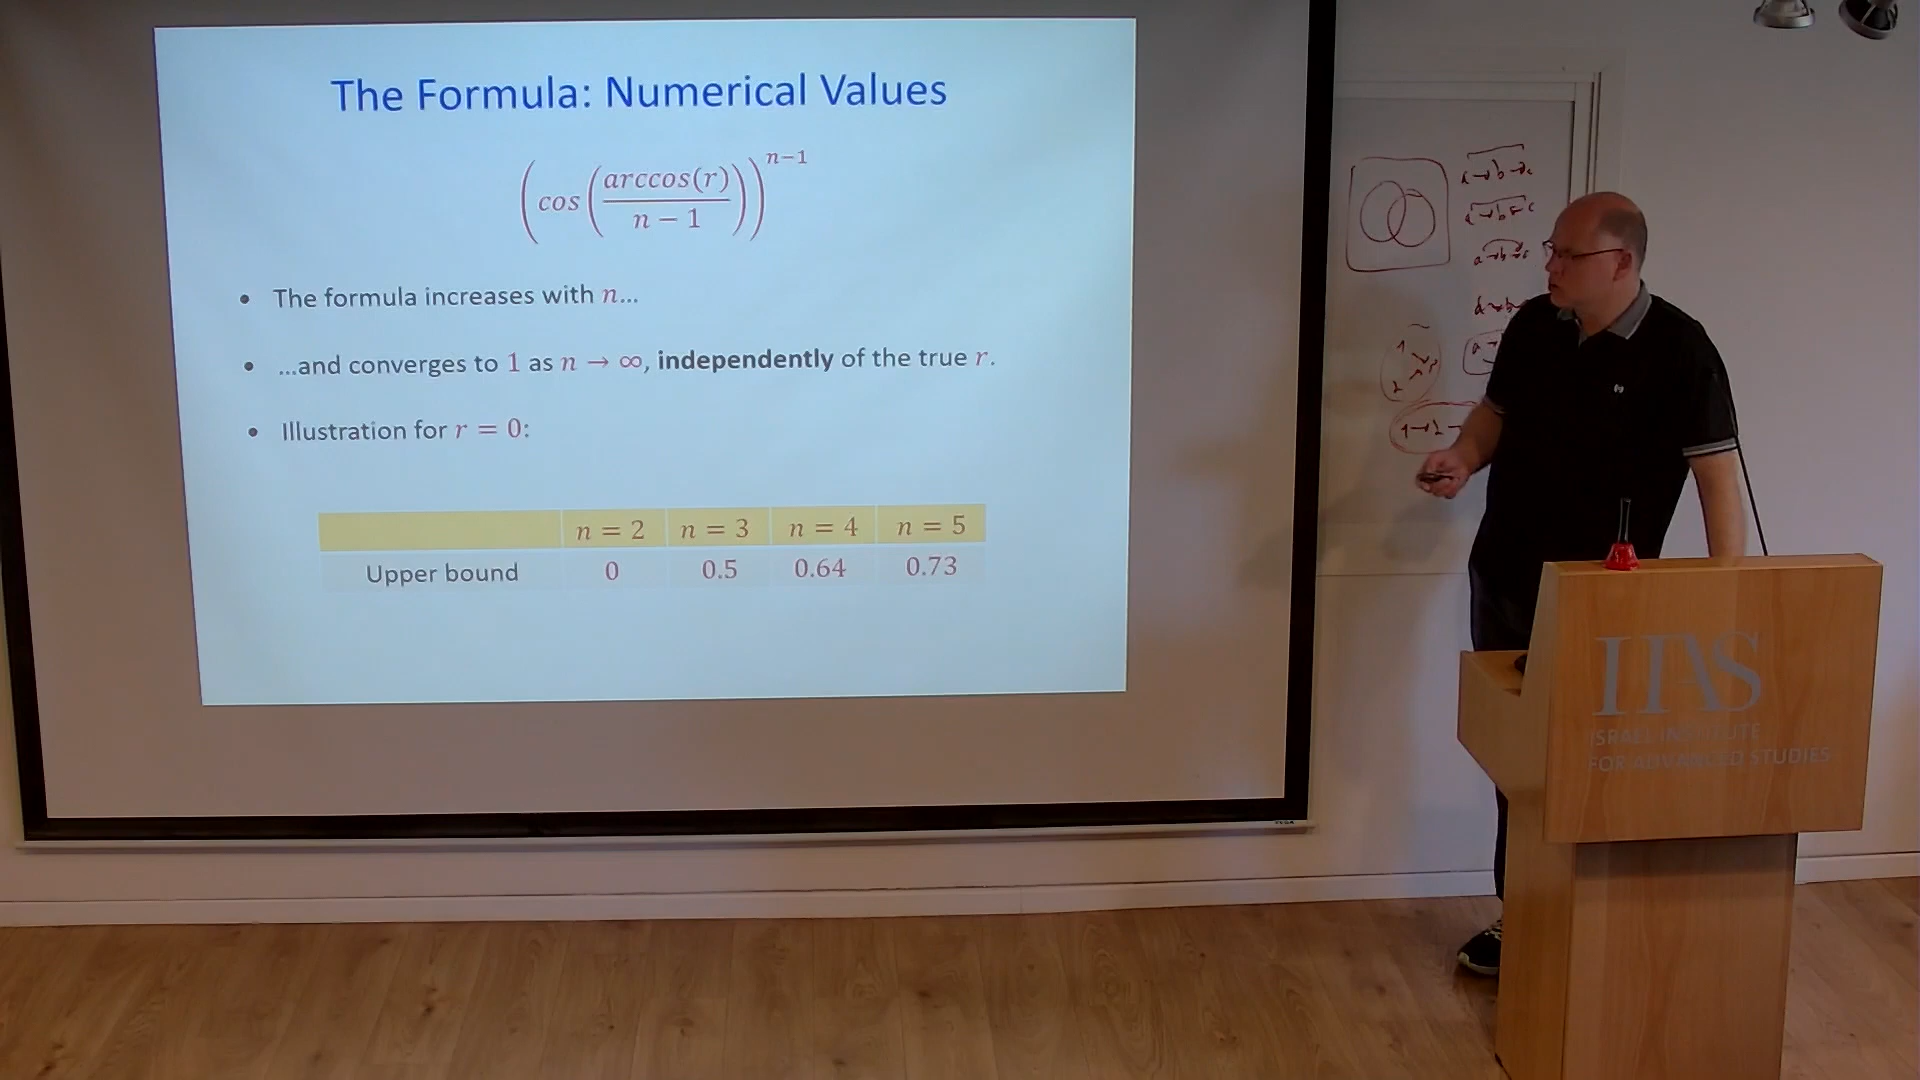 The Formula: Numerical Values
(cos(arccos(r)/(n − 1)))^{n−1}
• The formula increases with n...
• ...and converges to 1 as n → ∞, independently of the true r.
• Illustration for r = 0:
n = 2 n = 3 n = 4 n = 5
Upper bound 0 0.5 0.64 0.73
a→b→c
IIAS
ISRAEL INSTITUTE
FOR ADVANCED STUDIES